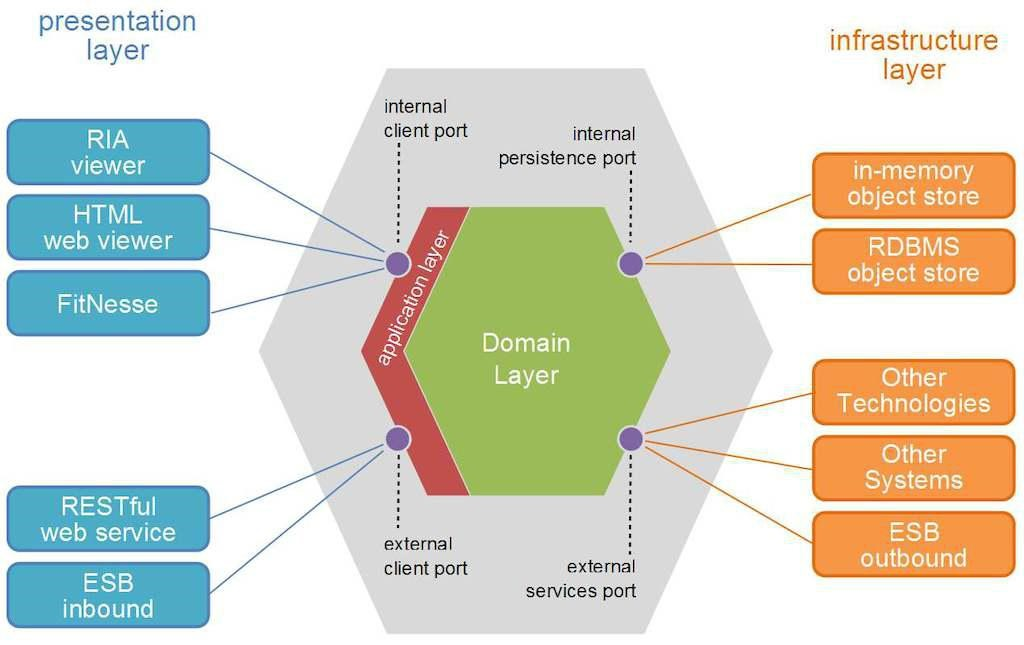 presentation
layer
infrastructure
layer
internal
client port
internal
persistence port
RIA
viewer
HTML
web viewer
FitNesse
in-memory
object store
RDBMS
object store
application layer
Domain
Layer
Other
Technologies
Other
Systems
ESB
outbound
RESTful
web service
ESB
inbound
external
client port
external
services port